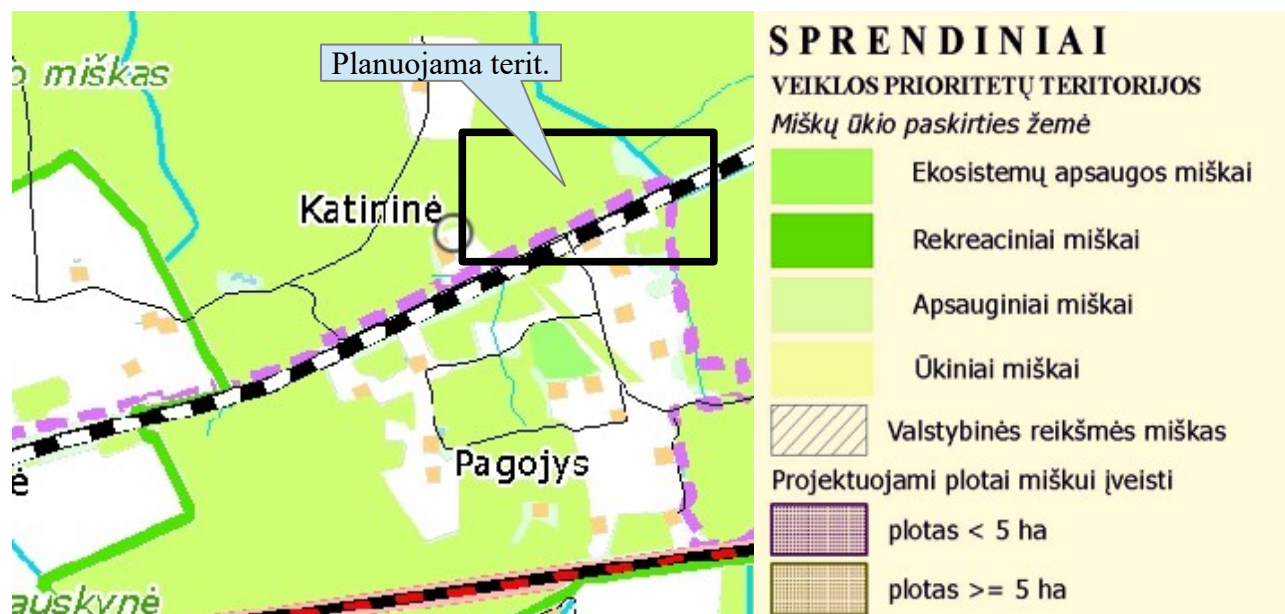 o miškas
Planuojama terit.
Katininė
Pagojys
ė
auskynė
SPRENDINIAI
VEIKLOS PRIORITETŲ TERITORIJOS
Miškų ūkio paskirties žemė
Ekosistemų apsaugos miškai
Rekreaciniai miškai
Apsauginiai miškai
Ūkiniai miškai
Valstybinės reikšmės miškas
Projektuojami plotai miškui įveisti
plotas < 5 ha
plotas >= 5 ha